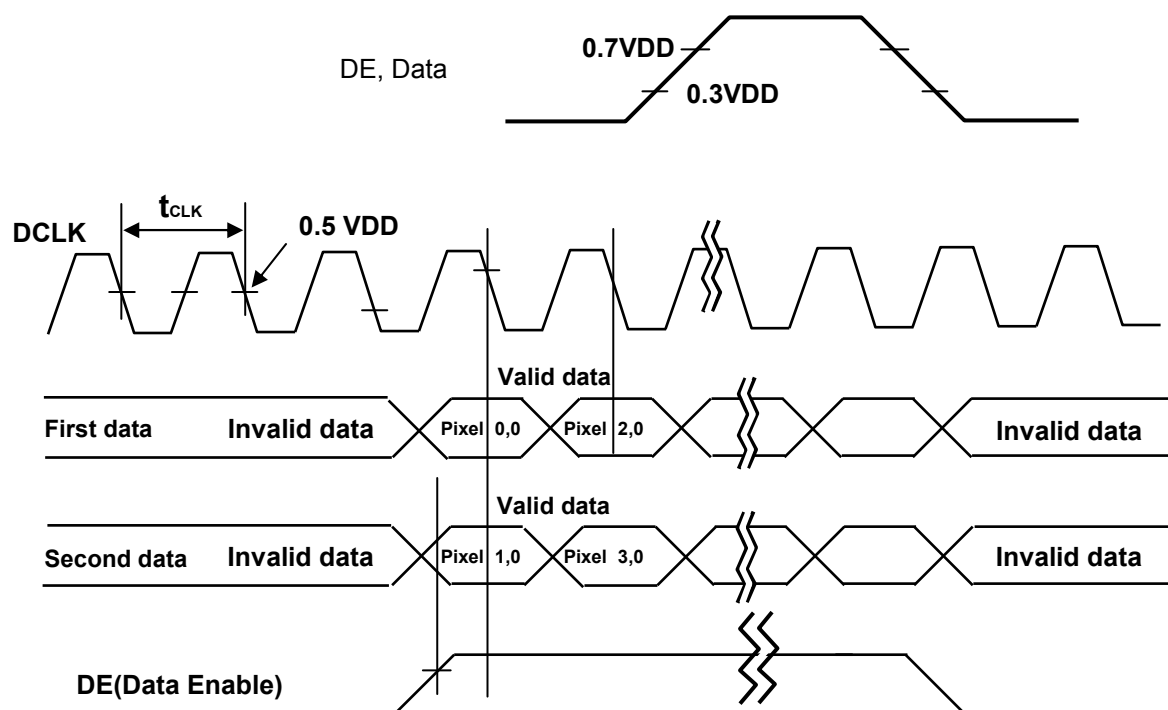 0.7VDD
DE, Data
0.3VDD
tCLK
0.5 VDD
DCLK
Valid data
First data Invalid data Pixel 0,0 Pixel 2,0 Invalid data
Valid data
Second data Invalid data Pixel 1,0 Pixel 3,0 Invalid data
DE(Data Enable)